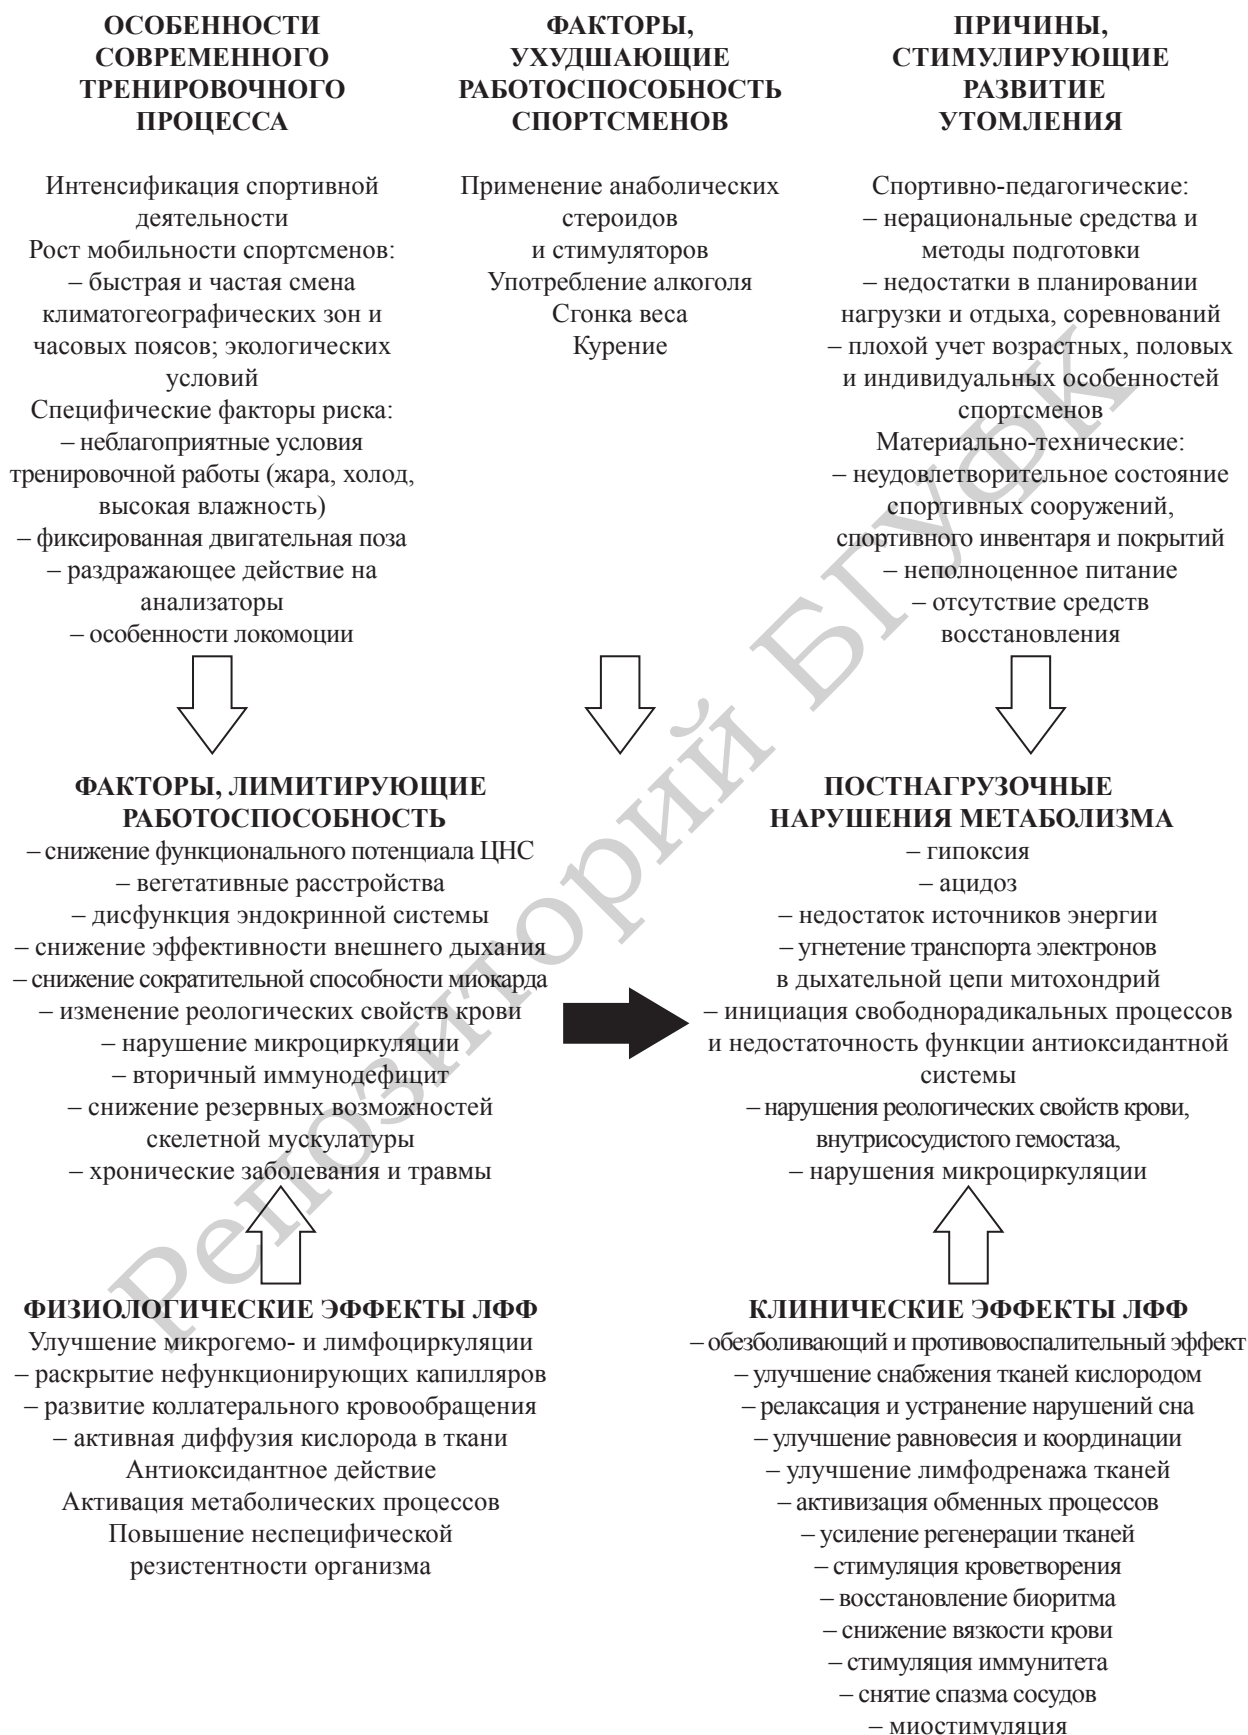 ОСОБЕННОСТИ
СОВРЕМЕННОГО
ТРЕНИРОВОЧНОГО
ПРОЦЕССА
Интенсификация спортивной
деятельности
Рост мобильности спортсменов:
– быстрая и частая смена
климатогеографических зон и
часовых поясов; экологических
условий
Специфические факторы риска:
– неблагоприятные условия
тренировочной работы (жара, холод,
высокая влажность)
– фиксированная двигательная поза
– раздражающее действие на
анализаторы
– особенности локомоции
ФАКТОРЫ,
УХУДШАЮЩИЕ
РАБОТОСПОСОБНОСТЬ
СПОРТСМЕНОВ
Применение анаболических
стероидов
и стимуляторов
Употребление алкоголя
Сгонка веса
Курение
ПРИЧИНЫ,
СТИМУЛИРУЮЩИЕ
РАЗВИТИЕ
УТОМЛЕНИЯ
Спортивно-педагогические:
– нерациональные средства и
методы подготовки
– недостатки в планировании
нагрузки и отдыха, соревнований
– плохой учет возрастных, половых
и индивидуальных особенностей
спортсменов
Материально-технические:
– неудовлетворительное состояние
спортивных сооружений,
спортивного инвентаря и покрытий
– неполноценное питание
– отсутствие средств
восстановления
ФАКТОРЫ, ЛИМИТИРУЮЩИЕ
РАБОТОСПОСОБНОСТЬ
– снижение функционального потенциала ЦНС
– вегетативные расстройства
– дисфункция эндокринной системы
– снижение эффективности внешнего дыхания
– снижение сократительной способности миокарда
– изменение реологических свойств крови
– нарушение микроциркуляции
– вторичный иммунодефицит
– снижение резервных возможностей
скелетной мускулатуры
– хронические заболевания и травмы
ПОСТНАГРУЗОЧНЫЕ
НАРУШЕНИЯ МЕТАБОЛИЗМА
– гипоксия
– ацидоз
– недостаток источников энергии
– угнетение транспорта электронов
в дыхательной цепи митохондрий
– инициация свободнорадикальных процессов
и недостаточность функции антиоксидантной
системы
– нарушения реологических свойств крови,
внутрисосудистого гемостаза,
– нарушения микроциркуляции
ФИЗИОЛОГИЧЕСКИЕ ЭФФЕКТЫ ЛФФ
Улучшение микрогемо- и лимфоциркуляции
– раскрытие нефункционирующих капилляров
– развитие коллатерального кровообращения
– активная диффузия кислорода в ткани
Антиоксидантное действие
Активация метаболических процессов
Повышение неспецифической
резистентности организма
КЛИНИЧЕСКИЕ ЭФФЕКТЫ ЛФФ
– обезболивающий и противовоспалительный эффект
– улучшение снабжения тканей кислородом
– релаксация и устранение нарушений сна
– улучшение равновесия и координации
– улучшение лимфодренажа тканей
– активизация обменных процессов
– усиление регенерации тканей
– стимуляция кроветворения
– восстановление биоритма
– снижение вязкости крови
– стимуляция иммунитета
– снятие спазма сосудов
– миостимуляция
Репозиторий БГУФК